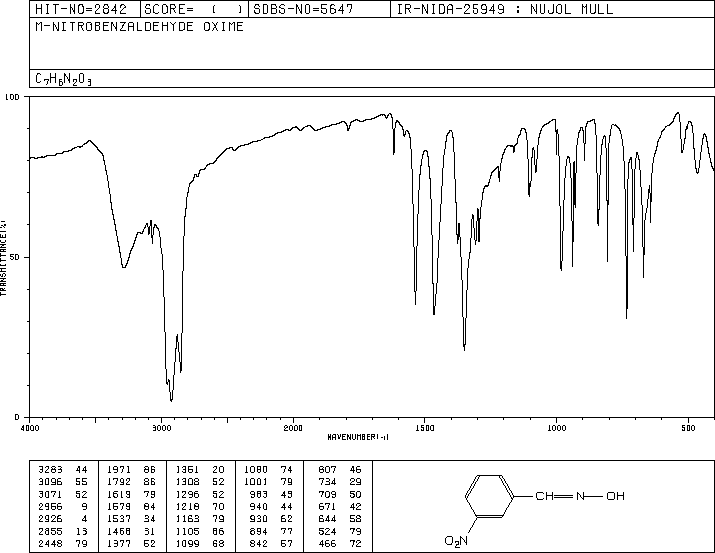 HIT-NO=2842 SCORE= ( ) SDBS-NO=5647 IR-NIDA-25949 : NUJOL MULL
M-NITROBENZALDEHYDE OXIME
C7H6N2O3
100
50
0
TRANSMITTANCE(%)
4000 3000 2000 1500 1000 500
WAVENUMBER(-1)
3283 44 1971 86 1351 20 1080 74 807 46
3096 55 1792 86 1308 52 1001 79 734 29
3071 52 1619 79 1296 52 983 43 709 50
2956 9 1579 84 1218 70 940 44 671 42
2926 4 1537 34 1163 79 930 62 644 58
2855 13 1468 31 1105 66 894 77 524 79
2448 79 1377 52 1099 68 842 57 466 72
CH N OH
O2N